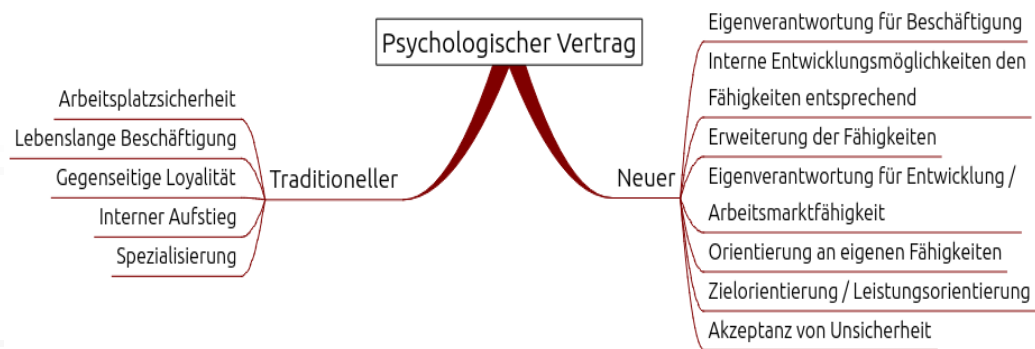 Psychologischer Vertrag
Traditioneller
Arbeitsplatzsicherheit
Lebenslange Beschäftigung
Gegenseitige Loyalität
Interner Aufstieg
Spezialisierung
Neuer
Eigenverantwortung für Beschäftigung
Interne Entwicklungsmöglichkeiten den
Fähigkeiten entsprechend
Erweiterung der Fähigkeiten
Eigenverantwortung für Entwicklung /
Arbeitsmarktfähigkeit
Orientierung an eigenen Fähigkeiten
Zielorientierung / Leistungsorientierung
Akzeptanz von Unsicherheit